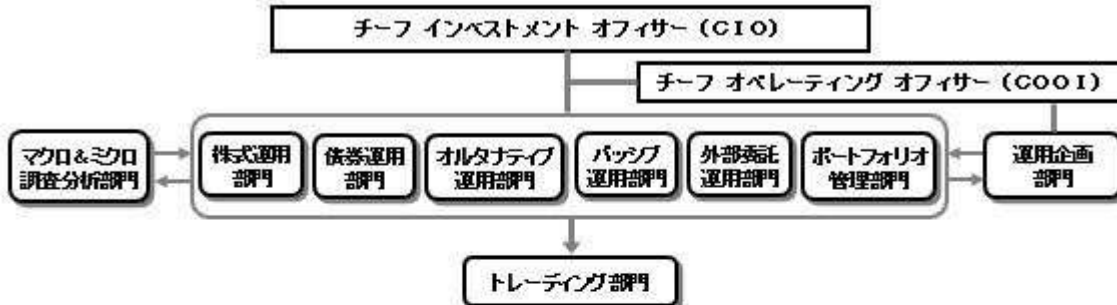 チーフ インベストメント オフィサー (CIO)
チーフ オペレーティング オフィサー (COOI)
マクロ&ミクロ
調査分析部門
株式運用
部門
債券運用
部門
オルタナティブ
運用部門
パッシブ
運用部門
外部委託
運用部門
ポートフォリオ
管理部門
運用企画
部門
トレーディング部門